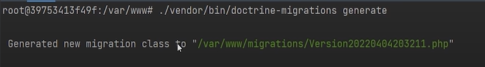 root@39753413f49f:/var/www# ./vendor/bin/doctrine-migrations generate
Generated new migration class to "/var/www/migrations/Version20220404203211.php"